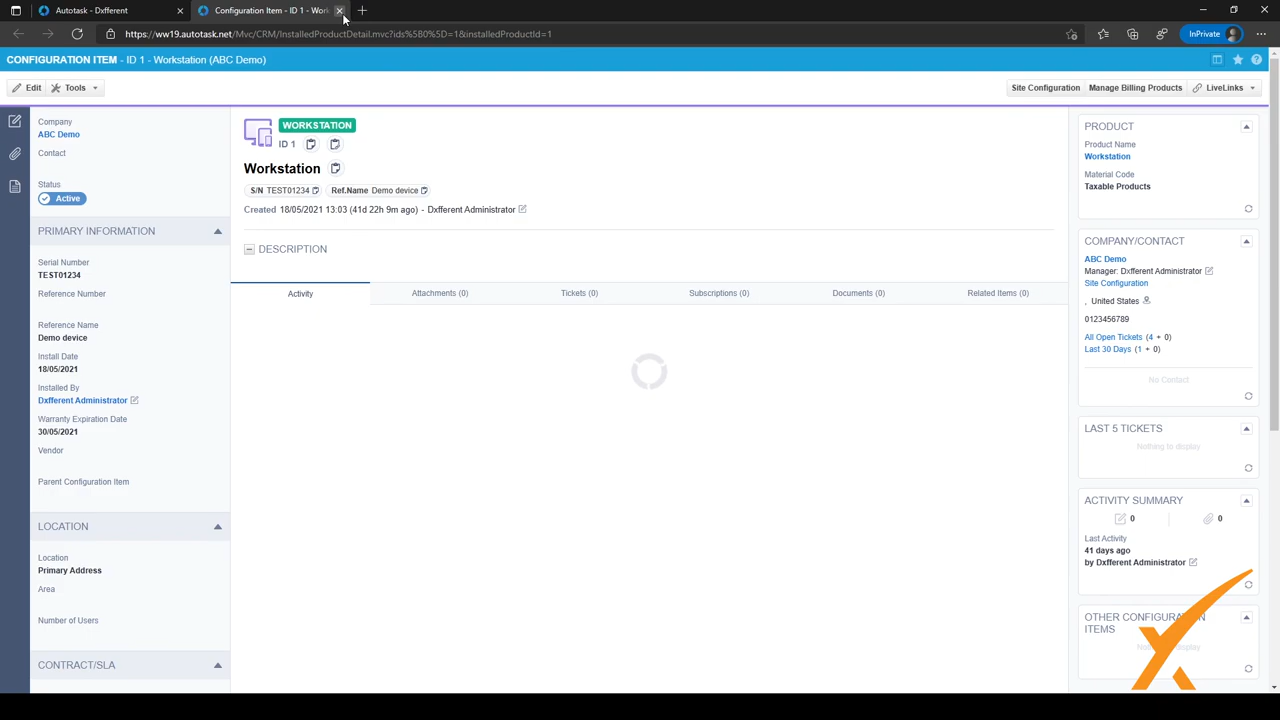 Autotask - Dxfferent
Configuration Item - ID 1 - Work
https://ww19.autotask.net/Mvc/CRM/InstalledProductDetail.mvc?ids%5B0%5D=1&installedProductId=1
InPrivate
CONFIGURATION ITEM - ID 1 - Workstation (ABC Demo)
Edit
Tools
Site Configuration
Manage Billing Products
LiveLinks
Company
ABC Demo
Contact
Status
Active
PRIMARY INFORMATION
Serial Number
TEST01234
Reference Number
Reference Name
Demo device
Install Date
18/05/2021
Installed By
Dxfferent Administrator
Warranty Expiration Date
30/05/2021
Vendor
Parent Configuration Item
LOCATION
Location
Primary Address
Area
Number of Users
CONTRACT/SLA
WORKSTATION
ID 1
Workstation
S/N TEST01234
Ref.Name Demo device
Created 18/05/2021 13:03 (41d 22h 9m ago) - Dxfferent Administrator
DESCRIPTION
Activity
Attachments (0)
Tickets (0)
Subscriptions (0)
Documents (0)
Related Items (0)
PRODUCT
Product Name
Workstation
Material Code
Taxable Products
COMPANY/CONTACT
ABC Demo
Manager: Dxfferent Administrator
Site Configuration
, United States
0123456789
All Open Tickets (4 + 0)
Last 30 Days (1 + 0)
No Contact
LAST 5 TICKETS
Nothing to display
ACTIVITY SUMMARY
0
0
Last Activity
41 days ago
by Dxfferent Administrator
OTHER CONFIGURATION
ITEMS
Nothing to display